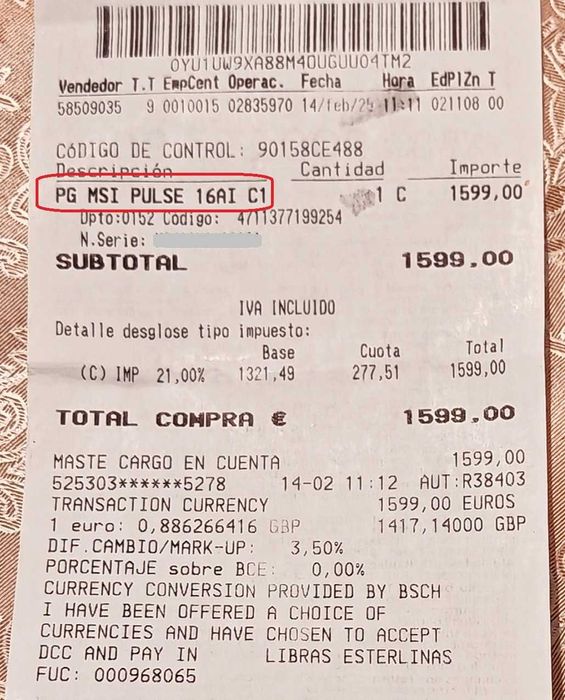 0YU1UW9XA88M40UGUU04TM2
Vendedor T.T EmpCent Operac. Fecha Hora EdPlZn T
58509035 9 0010015 02835970 14/feb/25 11:11 021108 00
CóDIGO DE CONTROL: 90158CE488
Descripción Cantidad Importe
PG MSI PULSE 16AI C1 1 C 1599,00
Dpto:0152 Codigo: 4711377199254
N.Serie:
SUBTOTAL 1599.00
IVA INCLUIDO
Detalle desglose tipo impuesto:
Base Cuota Total
(C) IMP 21,00% 1321,49 277,51 1599,00
TOTAL COMPRA € 1599.00
MASTE CARGO EN CUENTA 1599,00
525303******5278 14-02 11:12 AUT:R38403
TRANSACTION CURRENCY 1599,00 EUROS
1 euro: 0,886266416 GBP 1417,14000 GBP
DIF.CAMBIO/MARK-UP: 3,50%
PORCENTAJE sobre BCE: 0,00%
CURRENCY CONVERSION PROVIDED BY BSCH
I HAVE BEEN OFFERED A CHOICE OF
CURRENCIES AND HAVE CHOSEN TO ACCEPT
DCC AND PAY IN LIBRAS ESTERLINAS
FUC: 000968065